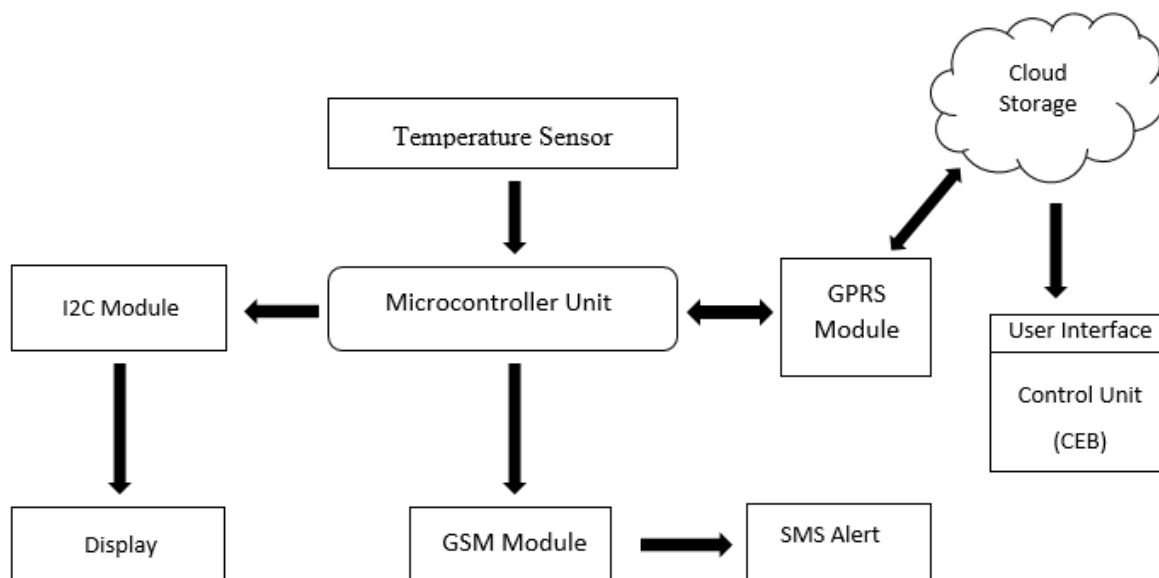 Cloud
Storage
Temperature Sensor
I2C Module
Microcontroller Unit
GPRS
Module
User Interface
Control Unit
(CEB)
Display
GSM Module
SMS Alert